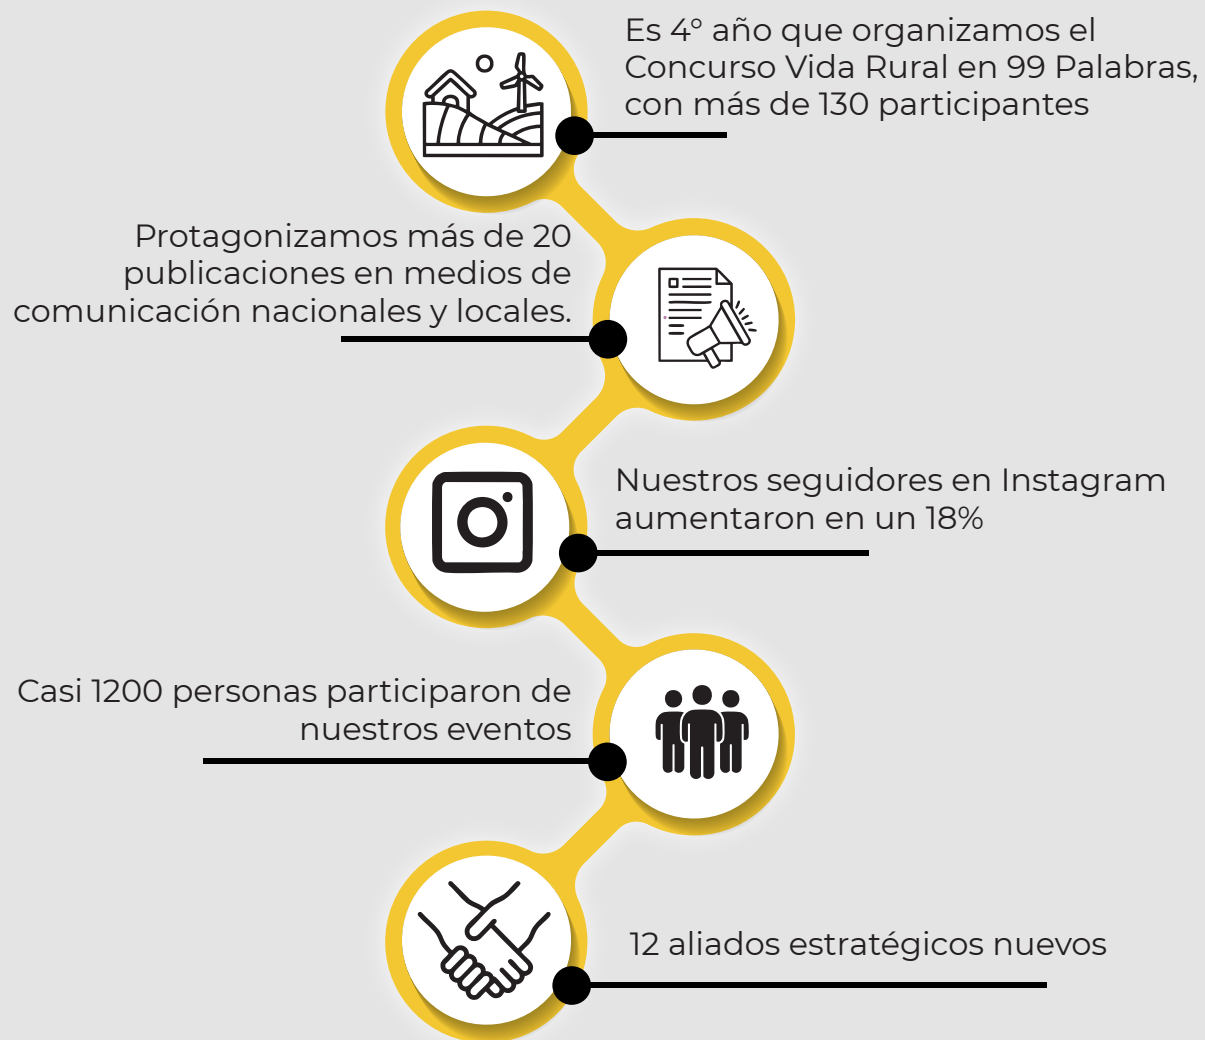 Es 4° año que organizamos el
Concurso Vida Rural en 99 Palabras,
con más de 130 participantes
Protagonizamos más de 20
publicaciones en medios de
comunicación nacionales y locales.
Nuestros seguidores en Instagram
aumentaron en un 18%
Casi 1200 personas participaron de
nuestros eventos
12 aliados estratégicos nuevos